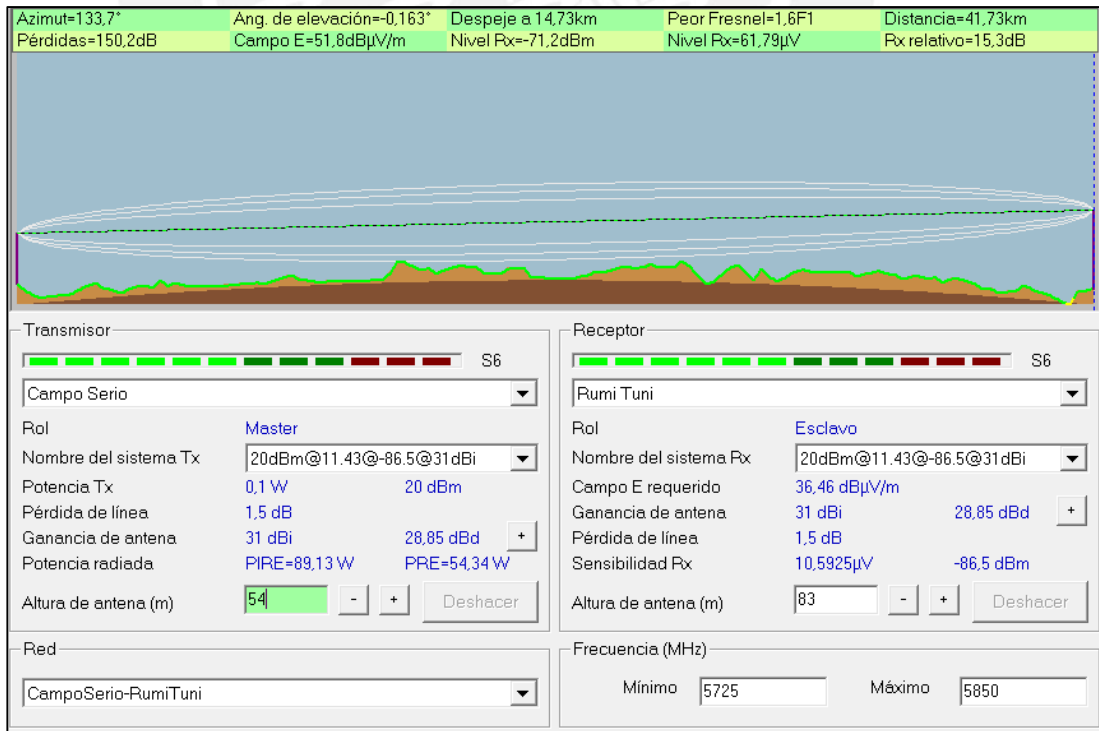 Azimut=133,7° Ang. de elevación=-0,163° Despeje a 14,73km Peor Fresnel=1,6F1 Distancia=41,73km
Pérdidas=150,2dB Campo E=51,8dBµV/m Nivel Rx=-71,2dBm Nivel Rx=61,79µV Rx relativo=15,3dB
Transmisor
S6
Campo Serio
Rol Master
Nombre del sistema Tx 20dBm@11.43@-86.5@31dBi
Potencia Tx 0,1 W 20 dBm
Pérdida de línea 1,5 dB
Ganancia de antena 31 dBi 28,85 dBd +
Potencia radiada PIRE=89,13 W PRE=54,34 W
Altura de antena (m) 54 - + Deshacer
Receptor
S6
Rumi Tuni
Rol Esclavo
Nombre del sistema Rx 20dBm@11.43@-86.5@31dBi
Campo E requerido 36,46 dBµV/m
Ganancia de antena 31 dBi 28,85 dBd +
Pérdida de línea 1,5 dB
Sensibilidad Rx 10,5925µV -86,5 dBm
Altura de antena (m) 83 - + Deshacer
Red
CampoSerio-RumiTuni
Frecuencia (MHz)
Mínimo 5725 Máximo 5850